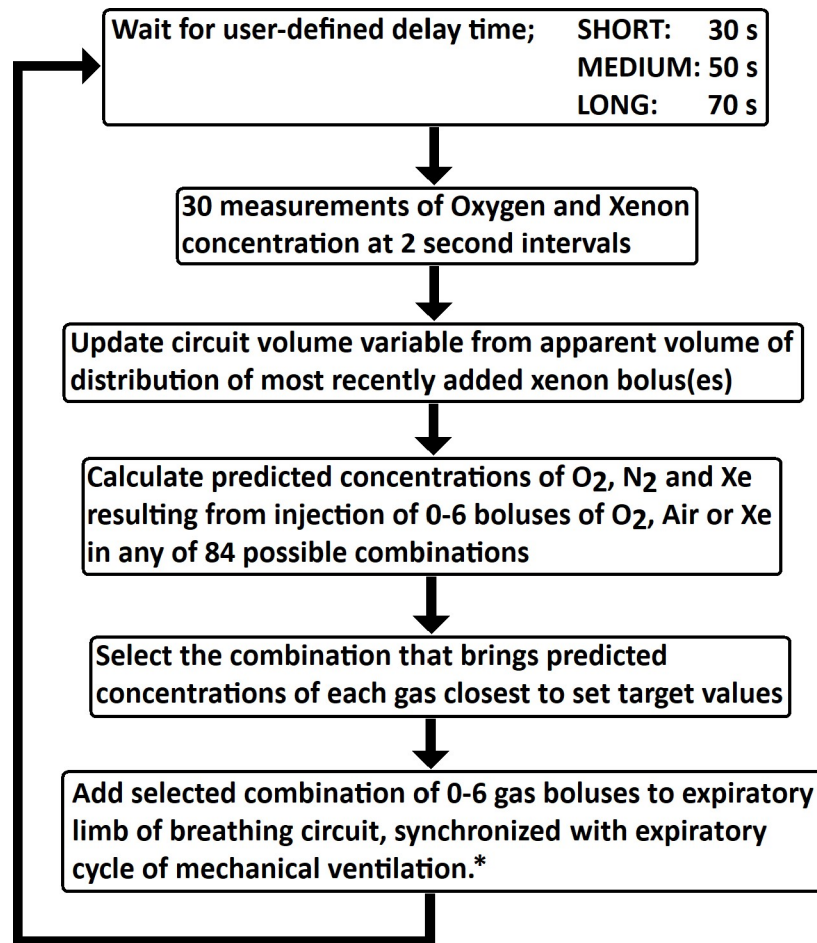 Wait for user-defined delay time; SHORT: 30 s
MEDIUM: 50 s
LONG: 70 s
30 measurements of Oxygen and Xenon
concentration at 2 second intervals
Update circuit volume variable from apparent volume of
distribution of most recently added xenon bolus(es)
Calculate predicted concentrations of O2, N2 and Xe
resulting from injection of 0-6 boluses of O2, Air or Xe
in any of 84 possible combinations
Select the combination that brings predicted
concentrations of each gas closest to set target values
Add selected combination of 0-6 gas boluses to expiratory
limb of breathing circuit, synchronized with expiratory
cycle of mechanical ventilation.*